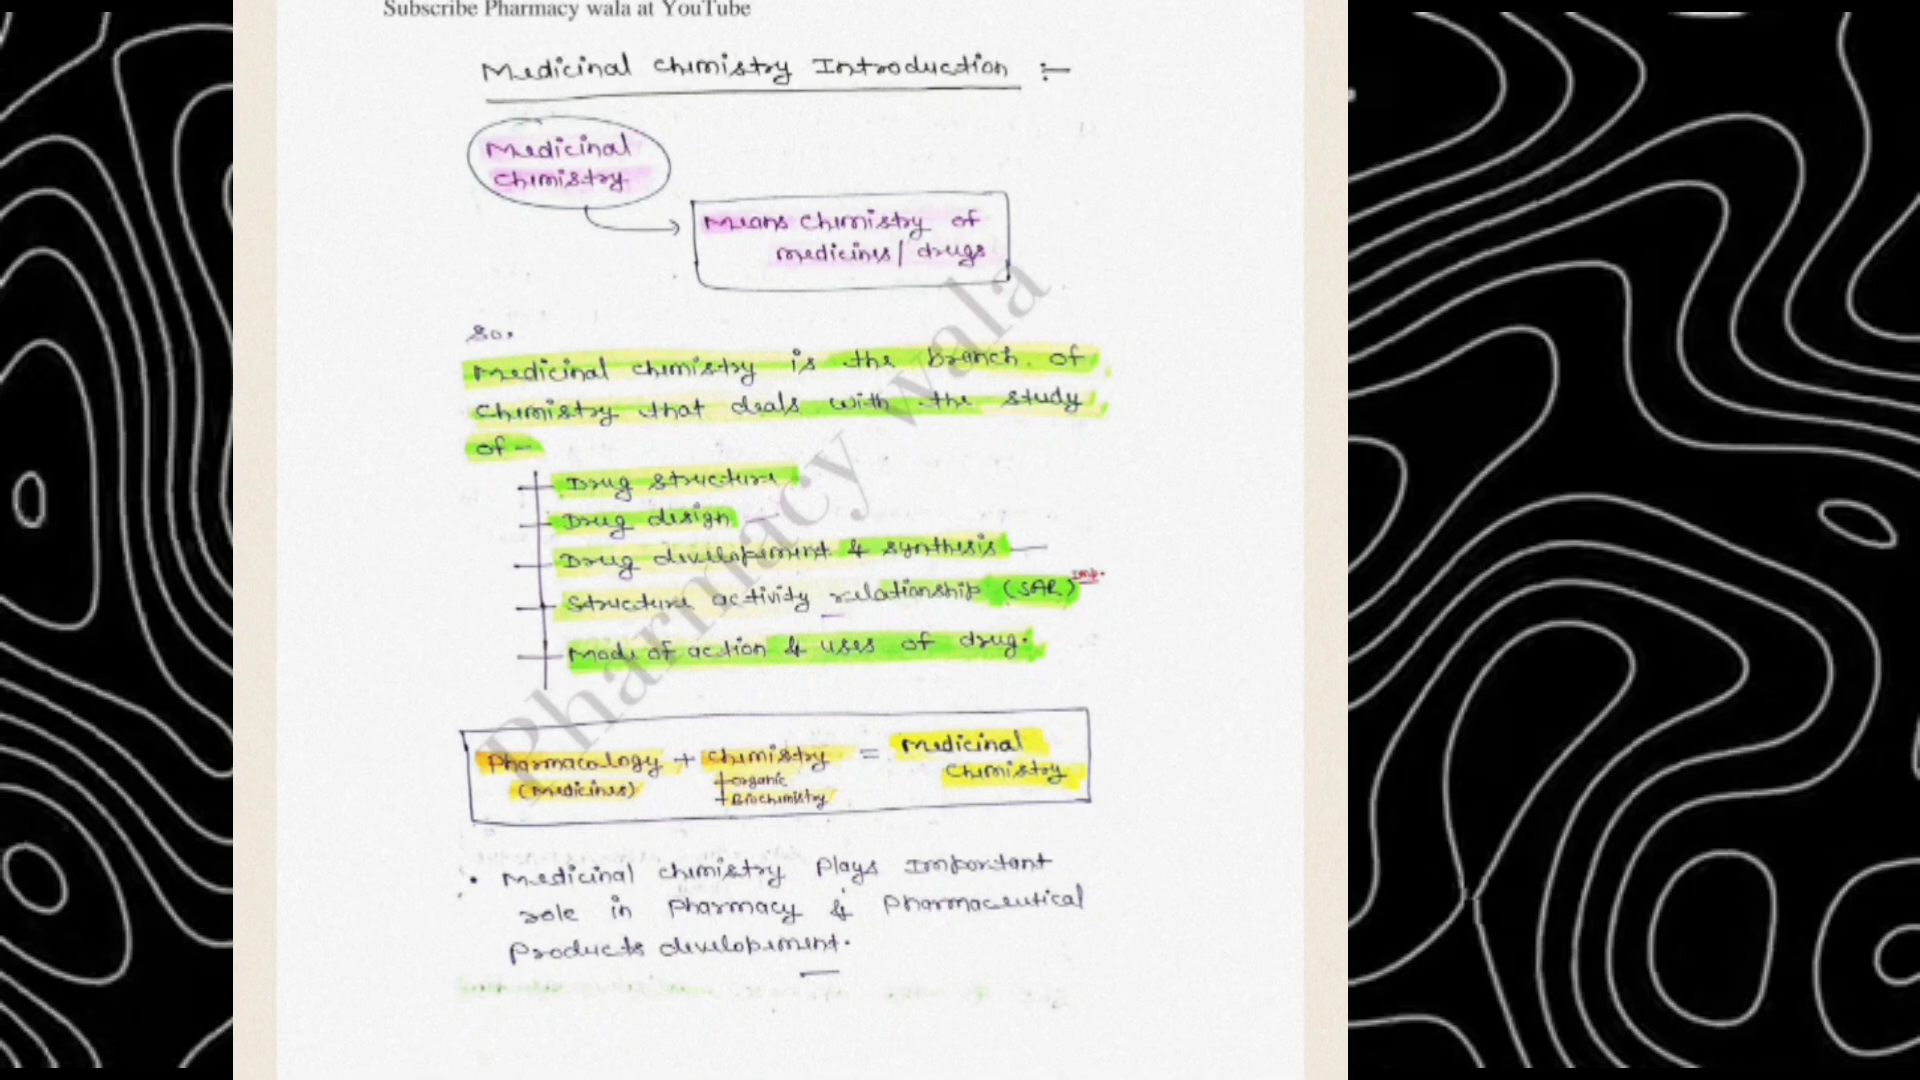 Subscribe Pharmacy wala at YouTube
Medicinal chemistry Introduction :-
Medicinal
chemistry
Means chemistry of
medicines/ drugs
So,
Medicinal chemistry is the branch of
chemistry that deals with the study
of -
Drug structure
Drug design
Drug developement & synthesis
Structure activity relationship (SAR) Imp.
Mode of action & uses of drug.
Pharmacology + Chemistry = Medicinal
Chemistry
(Medicines)
organic
Biochemistry
• Medicinal chemistry plays Important
role in pharmacy & pharmaceutical
products developement.
Pharmacy wala